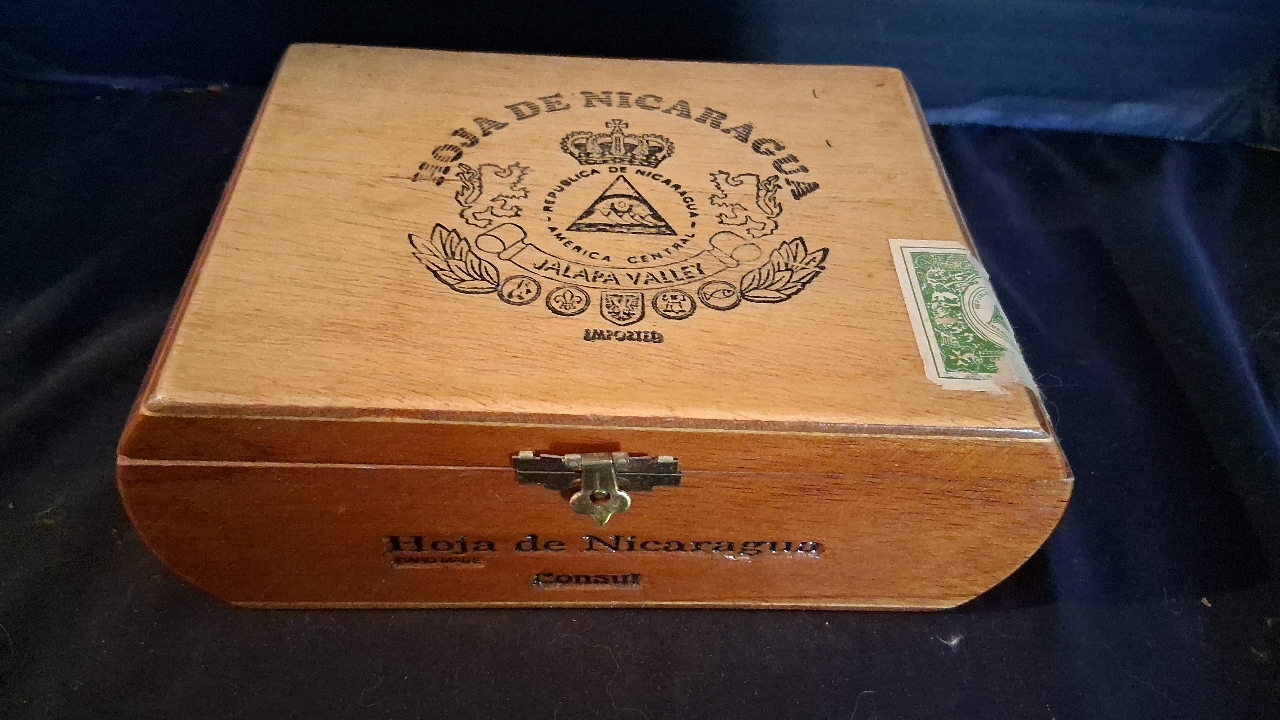 HOJA DE NICARAGUA
REPUBLICA DE NICARAGUA
AMERICA CENTRAL
JALAPA VALLEY
IMPORTED
Hoja de Nicaragua
HAND MADE
Consul